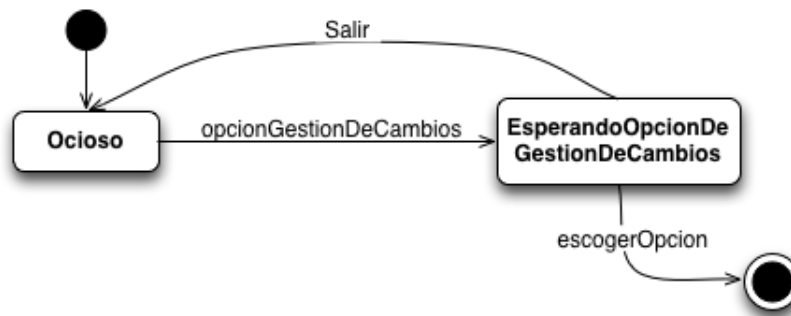 Salir
Ocioso
opcionGestionDeCambios
EsperandoOpcionDe
GestionDeCambios
escogerOpcion